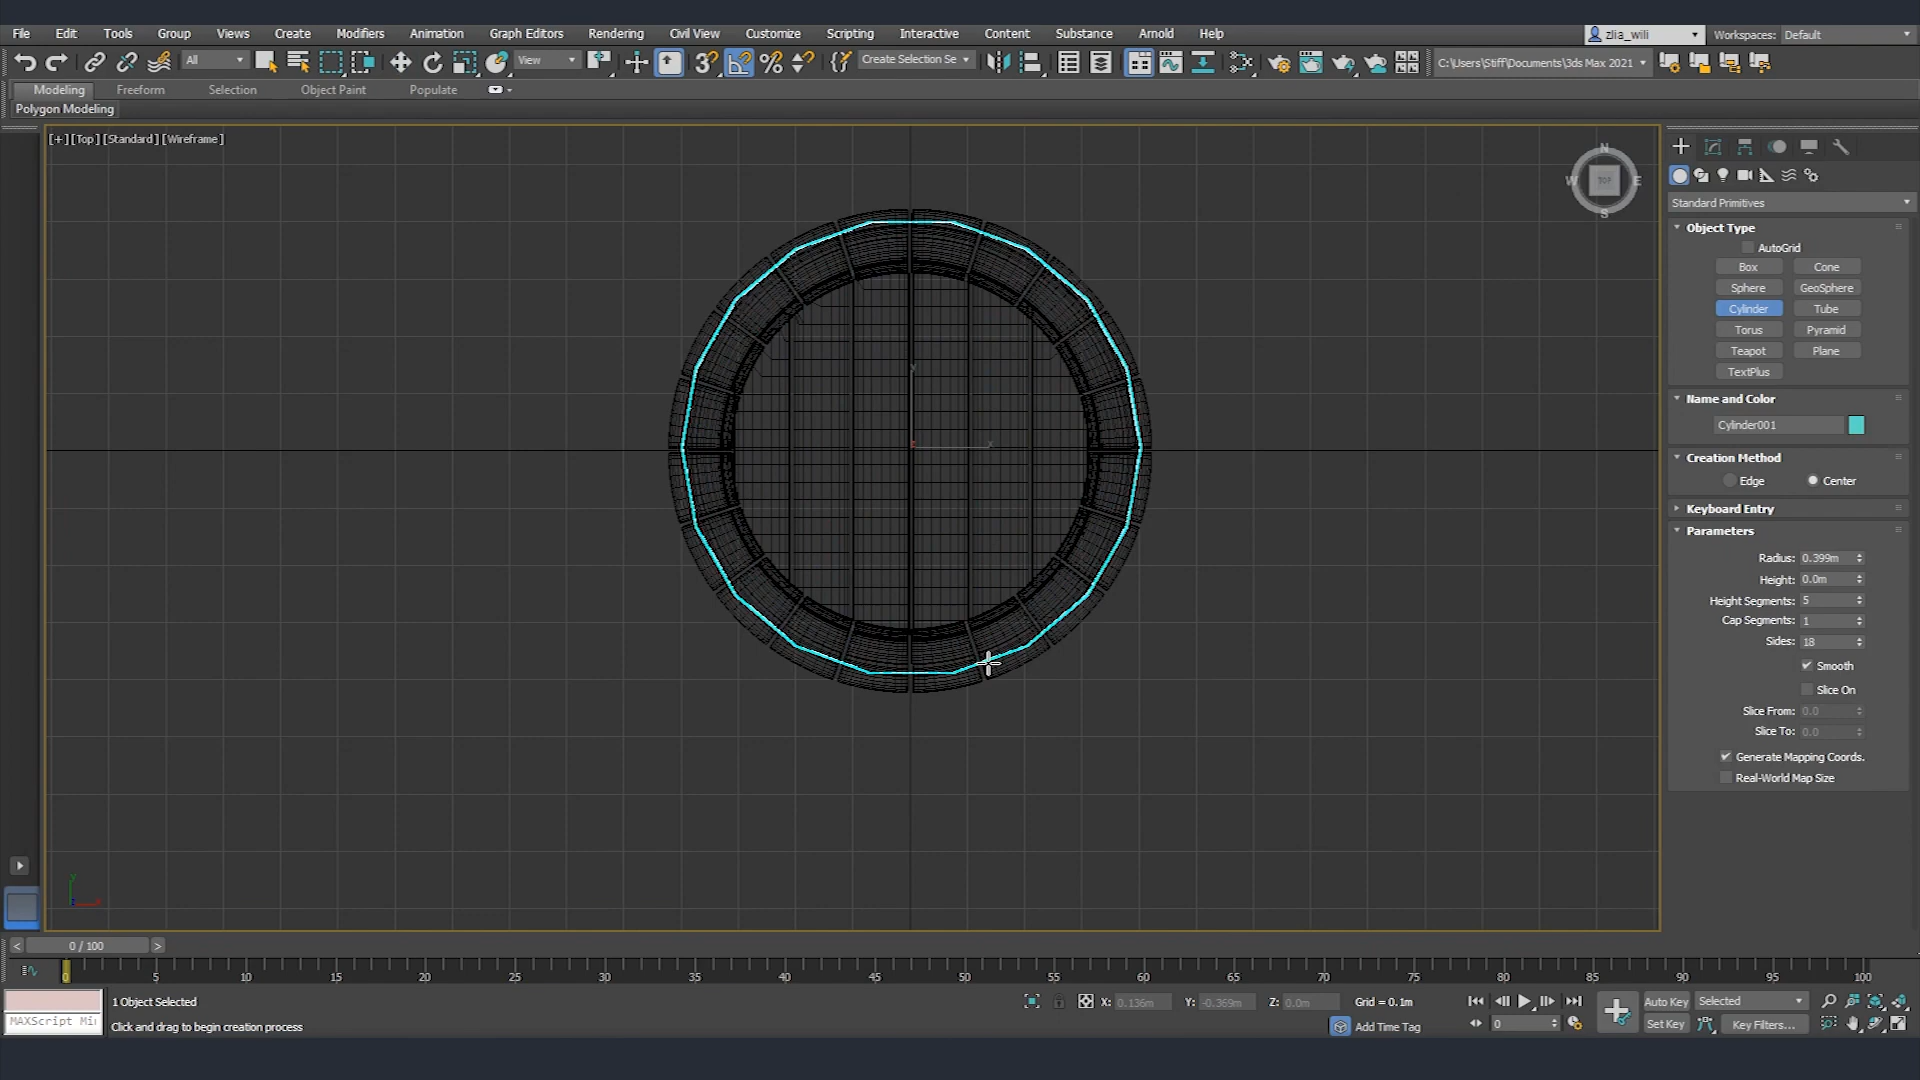 File Edit Tools Group Views Create Modifiers Animation Graph Editors Rendering Civil View Customize Scripting Interactive Content Substance Arnold Help zlia_wili Workspaces: Default
All View 3 Create Selection Se C:\Users\Stiff\Documents\3ds Max 2021
Modeling Freeform Selection Object Paint Populate
Polygon Modeling
[+] [Top] [Standard] [Wireframe]
N
W TOP E
S
Standard Primitives
Object Type
AutoGrid
Box Cone
Sphere GeoSphere
Cylinder Tube
Torus Pyramid
Teapot Plane
TextPlus
Name and Color
Cylinder001
Creation Method
Edge Center
Keyboard Entry
Parameters
Radius: 0.399m
Height: 0.0m
Height Segments: 5
Cap Segments: 1
Sides: 18
Smooth
Slice On
Slice From: 0.0
Slice To: 0.0
Generate Mapping Coords.
Real-World Map Size
y
z x
y
< 0 / 100 >
0 5 10 15 20 25 30 35 40 45 50 55 60 65 70 75 80 85 90 95 100
1 Object Selected X: 0.136m Y: -0.369m Z: 0.0m Grid = 0.1m Auto Key Selected
MAXScript Mi Click and drag to begin creation process Add Time Tag 0 Set Key Key Filters...